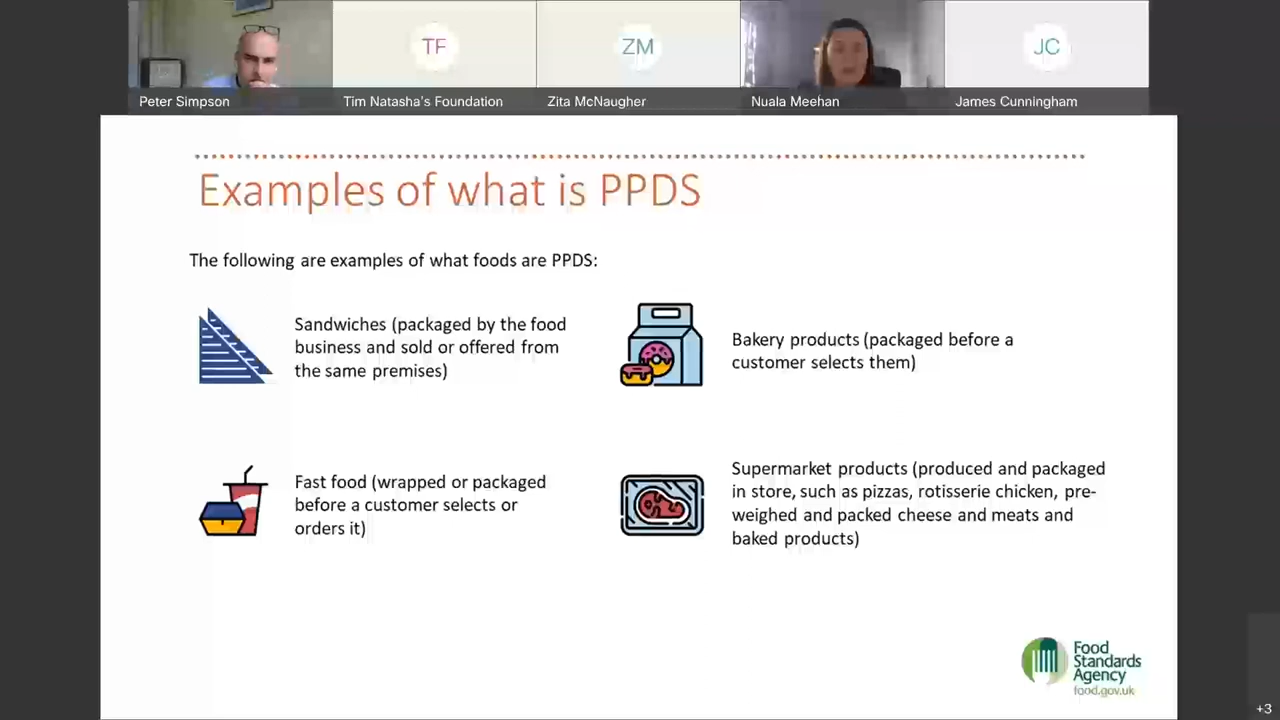 TF
ZM
JC
Peter Simpson
Tim Natasha's Foundation
Zita McNaugher
Nuala Meehan
James Cunningham
Examples of what is PPDS
The following are examples of what foods are PPDS:
Sandwiches (packaged by the food
business and sold or offered from
the same premises)
Bakery products (packaged before a
customer selects them)
Fast food (wrapped or packaged
before a customer selects or
orders it)
Supermarket products (produced and packaged
in store, such as pizzas, rotisserie chicken, pre-
weighed and packed cheese and meats and
baked products)
Food
Standards
Agency
food.gov.uk
+3